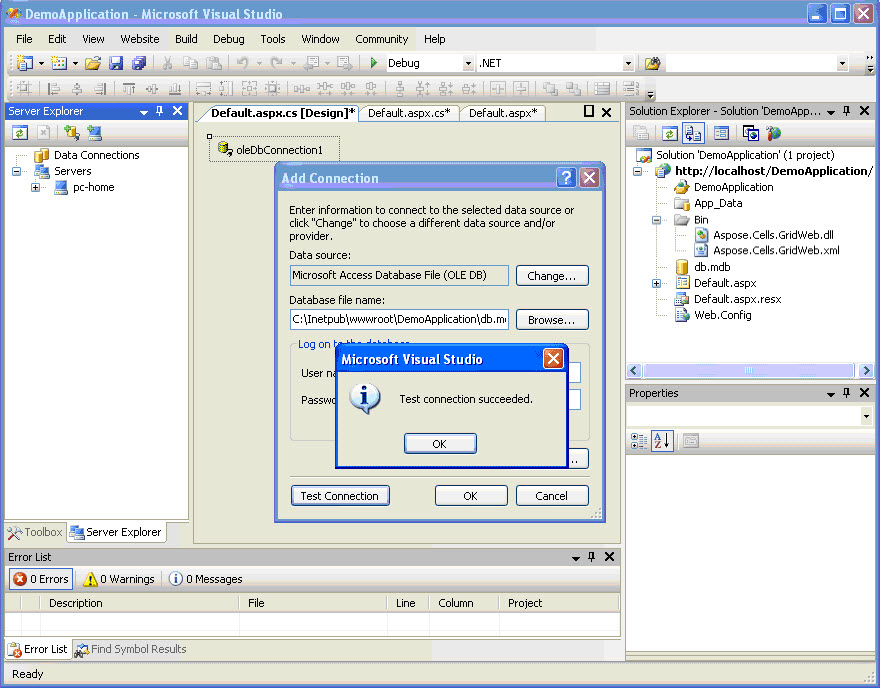 DemoApplication - Microsoft Visual Studio
File Edit View Website Build Debug Tools Window Community Help
Debug .NET
Server Explorer
Data Connections
Servers
pc-home
Toolbox Server Explorer
Default.aspx.cs [Design]* Default.aspx.cs* Default.aspx*
oleDbConnection1
Add Connection
Enter information to connect to the selected data source or
click "Change" to choose a different data source and/or
provider.
Data source:
Microsoft Access Database File (OLE DB) Change...
Database file name:
C:\Inetpub\wwwroot\DemoApplication\db.m Browse...
Log on to the database
User na
Passwo
Microsoft Visual Studio
Test connection succeeded.
OK
..
Test Connection OK Cancel
Solution Explorer - Solution 'DemoApp...
Solution 'DemoApplication' (1 project)
http://localhost/DemoApplication/
DemoApplication
App_Data
Bin
Aspose.Cells.GridWeb.dll
Aspose.Cells.GridWeb.xml
db.mdb
Default.aspx
Default.aspx.resx
Web.Config
Properties
Error List
0 Errors 0 Warnings 0 Messages
Description File Line Column Project
Error List Find Symbol Results
Ready